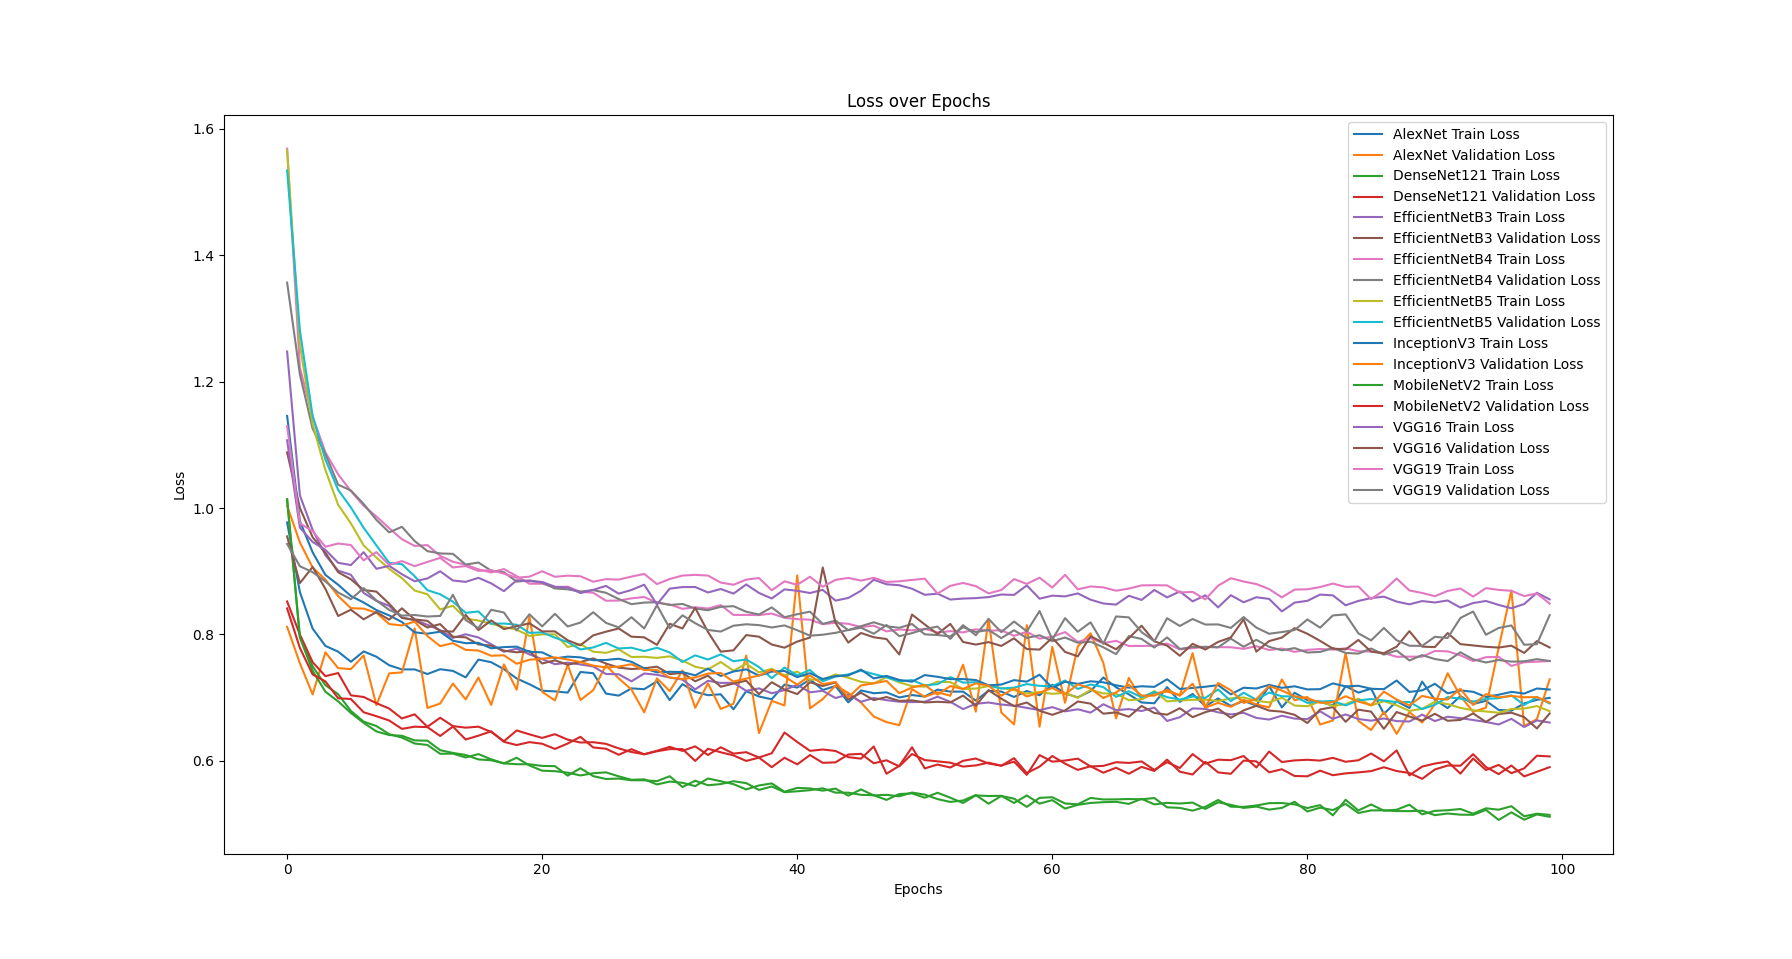 Loss over Epochs
1.6
1.4
1.2
1.0
0.8
0.6
Loss
0
20
40
60
80
100
Epochs
AlexNet Train Loss
AlexNet Validation Loss
DenseNet121 Train Loss
DenseNet121 Validation Loss
EfficientNetB3 Train Loss
EfficientNetB3 Validation Loss
EfficientNetB4 Train Loss
EfficientNetB4 Validation Loss
EfficientNetB5 Train Loss
EfficientNetB5 Validation Loss
InceptionV3 Train Loss
InceptionV3 Validation Loss
MobileNetV2 Train Loss
MobileNetV2 Validation Loss
VGG16 Train Loss
VGG16 Validation Loss
VGG19 Train Loss
VGG19 Validation Loss